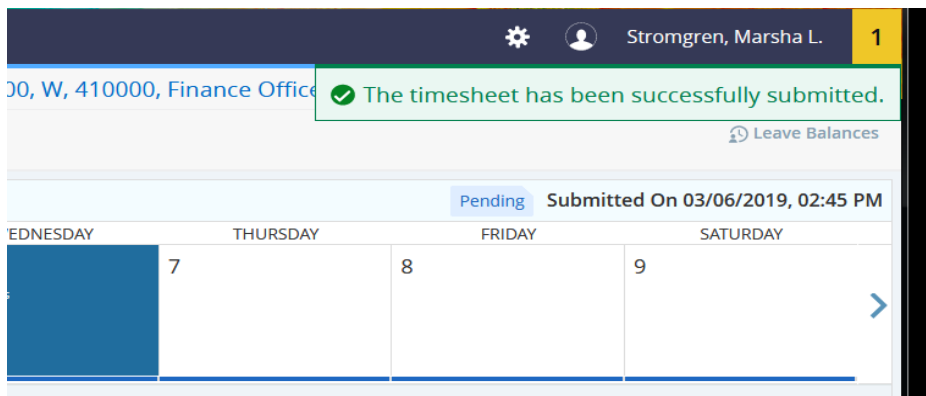 Stromgren, Marsha L. 1
00, W, 410000, Finance Office
The timesheet has been successfully submitted.
Leave Balances
Pending Submitted On 03/06/2019, 02:45 PM
EDNESDAY THURSDAY FRIDAY SATURDAY
7 8 9
s